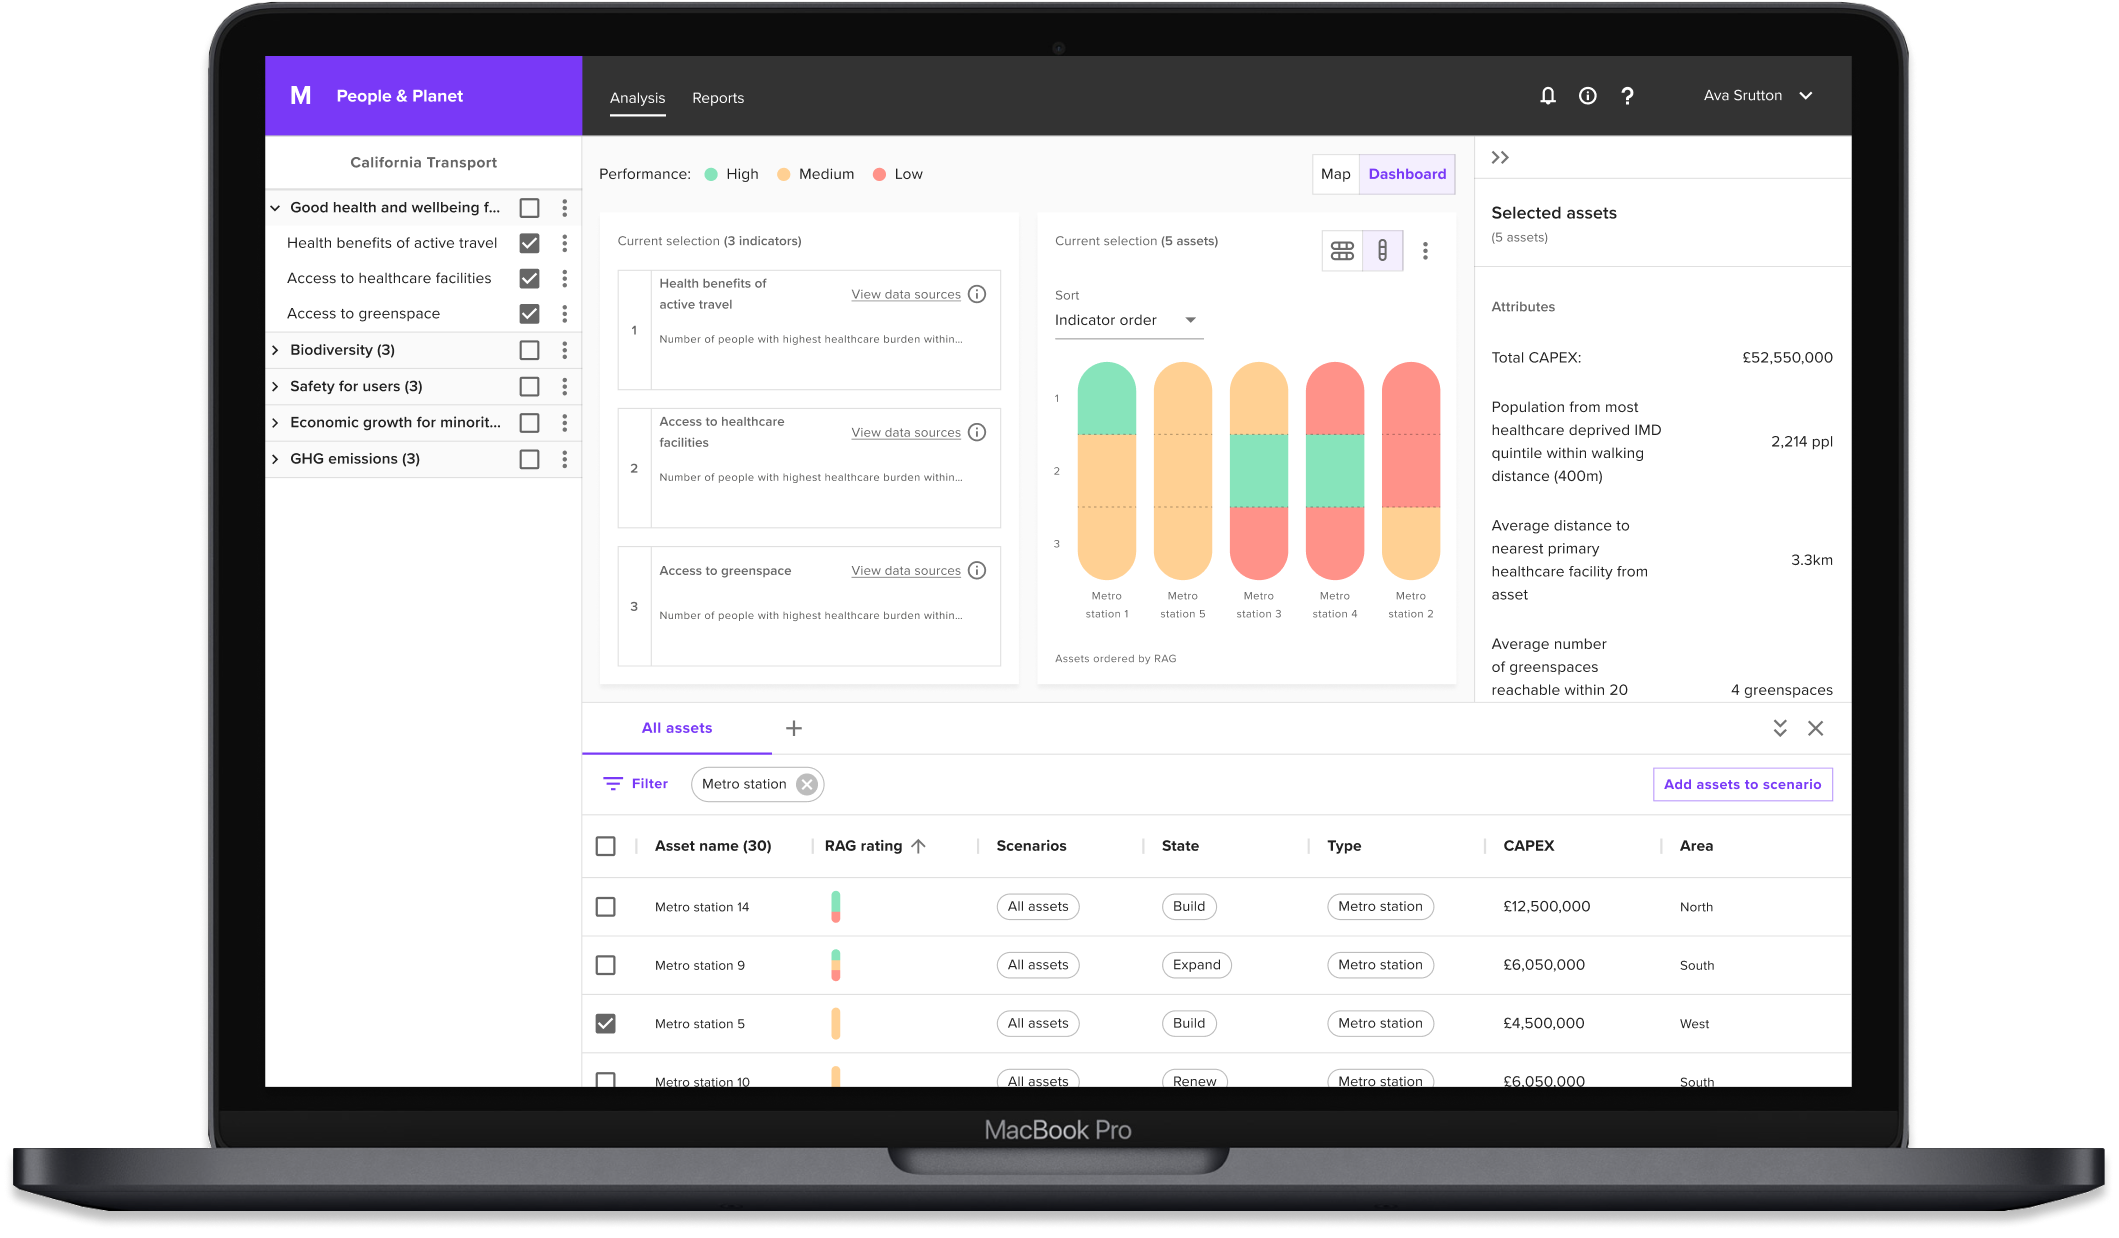 M People & Planet
Analysis Reports
Ava Srutton
California Transport
Good health and wellbeing f...
Health benefits of active travel
Access to healthcare facilities
Access to greenspace
Biodiversity (3)
Safety for users (3)
Economic growth for minorit...
GHG emissions (3)
Performance: High Medium Low
Map Dashboard
Current selection (3 indicators)
1
Health benefits of
active travel
View data sources
Number of people with highest healthcare burden within...
2
Access to healthcare
facilities
View data sources
Number of people with highest healthcare burden within...
3
Access to greenspace
View data sources
Number of people with highest healthcare burden within...
Current selection (5 assets)
Sort
Indicator order
1
2
3
Metro
station 1
Metro
station 5
Metro
station 3
Metro
station 4
Metro
station 2
Assets ordered by RAG
Selected assets
(5 assets)
Attributes
Total CAPEX: £52,550,000
Population from most
healthcare deprived IMD
quintile within walking
distance (400m)
2,214 ppl
Average distance to
nearest primary
healthcare facility from
asset
3.3km
Average number
of greenspaces
reachable within 20
4 greenspaces
All assets
Filter Metro station
Add assets to scenario
Asset name (30) RAG rating Scenarios State Type CAPEX Area
Metro station 14 All assets Build Metro station £12,500,000 North
Metro station 9 All assets Expand Metro station £6,050,000 South
Metro station 5 All assets Build Metro station £4,500,000 West
Metro station 10 All assets Renew Metro station £6,050,000 South
MacBook Pro